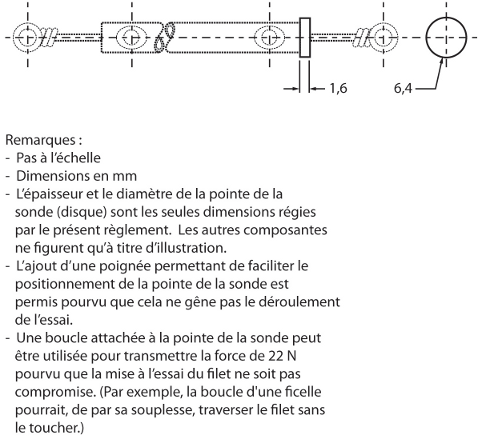 1,6 6,4
Remarques :
- Pas à l'échelle
- Dimensions en mm
- L'épaisseur et le diamètre de la pointe de la
sonde (disque) sont les seules dimensions régies
par le présent règlement. Les autres composantes
ne figurent qu'à titre d'illustration.
- L'ajout d'une poignée permettant de faciliter le
positionnement de la pointe de la sonde est
permis pourvu que cela ne gêne pas le déroulement
de l'essai.
- Une boucle attachée à la pointe de la sonde peut
être utilisée pour transmettre la force de 22 N
pourvu que la mise à l'essai du filet ne soit pas
compromise. (Par exemple, la boucle d'une ficelle
pourrait, de par sa souplesse, traverser le filet sans
le toucher.)